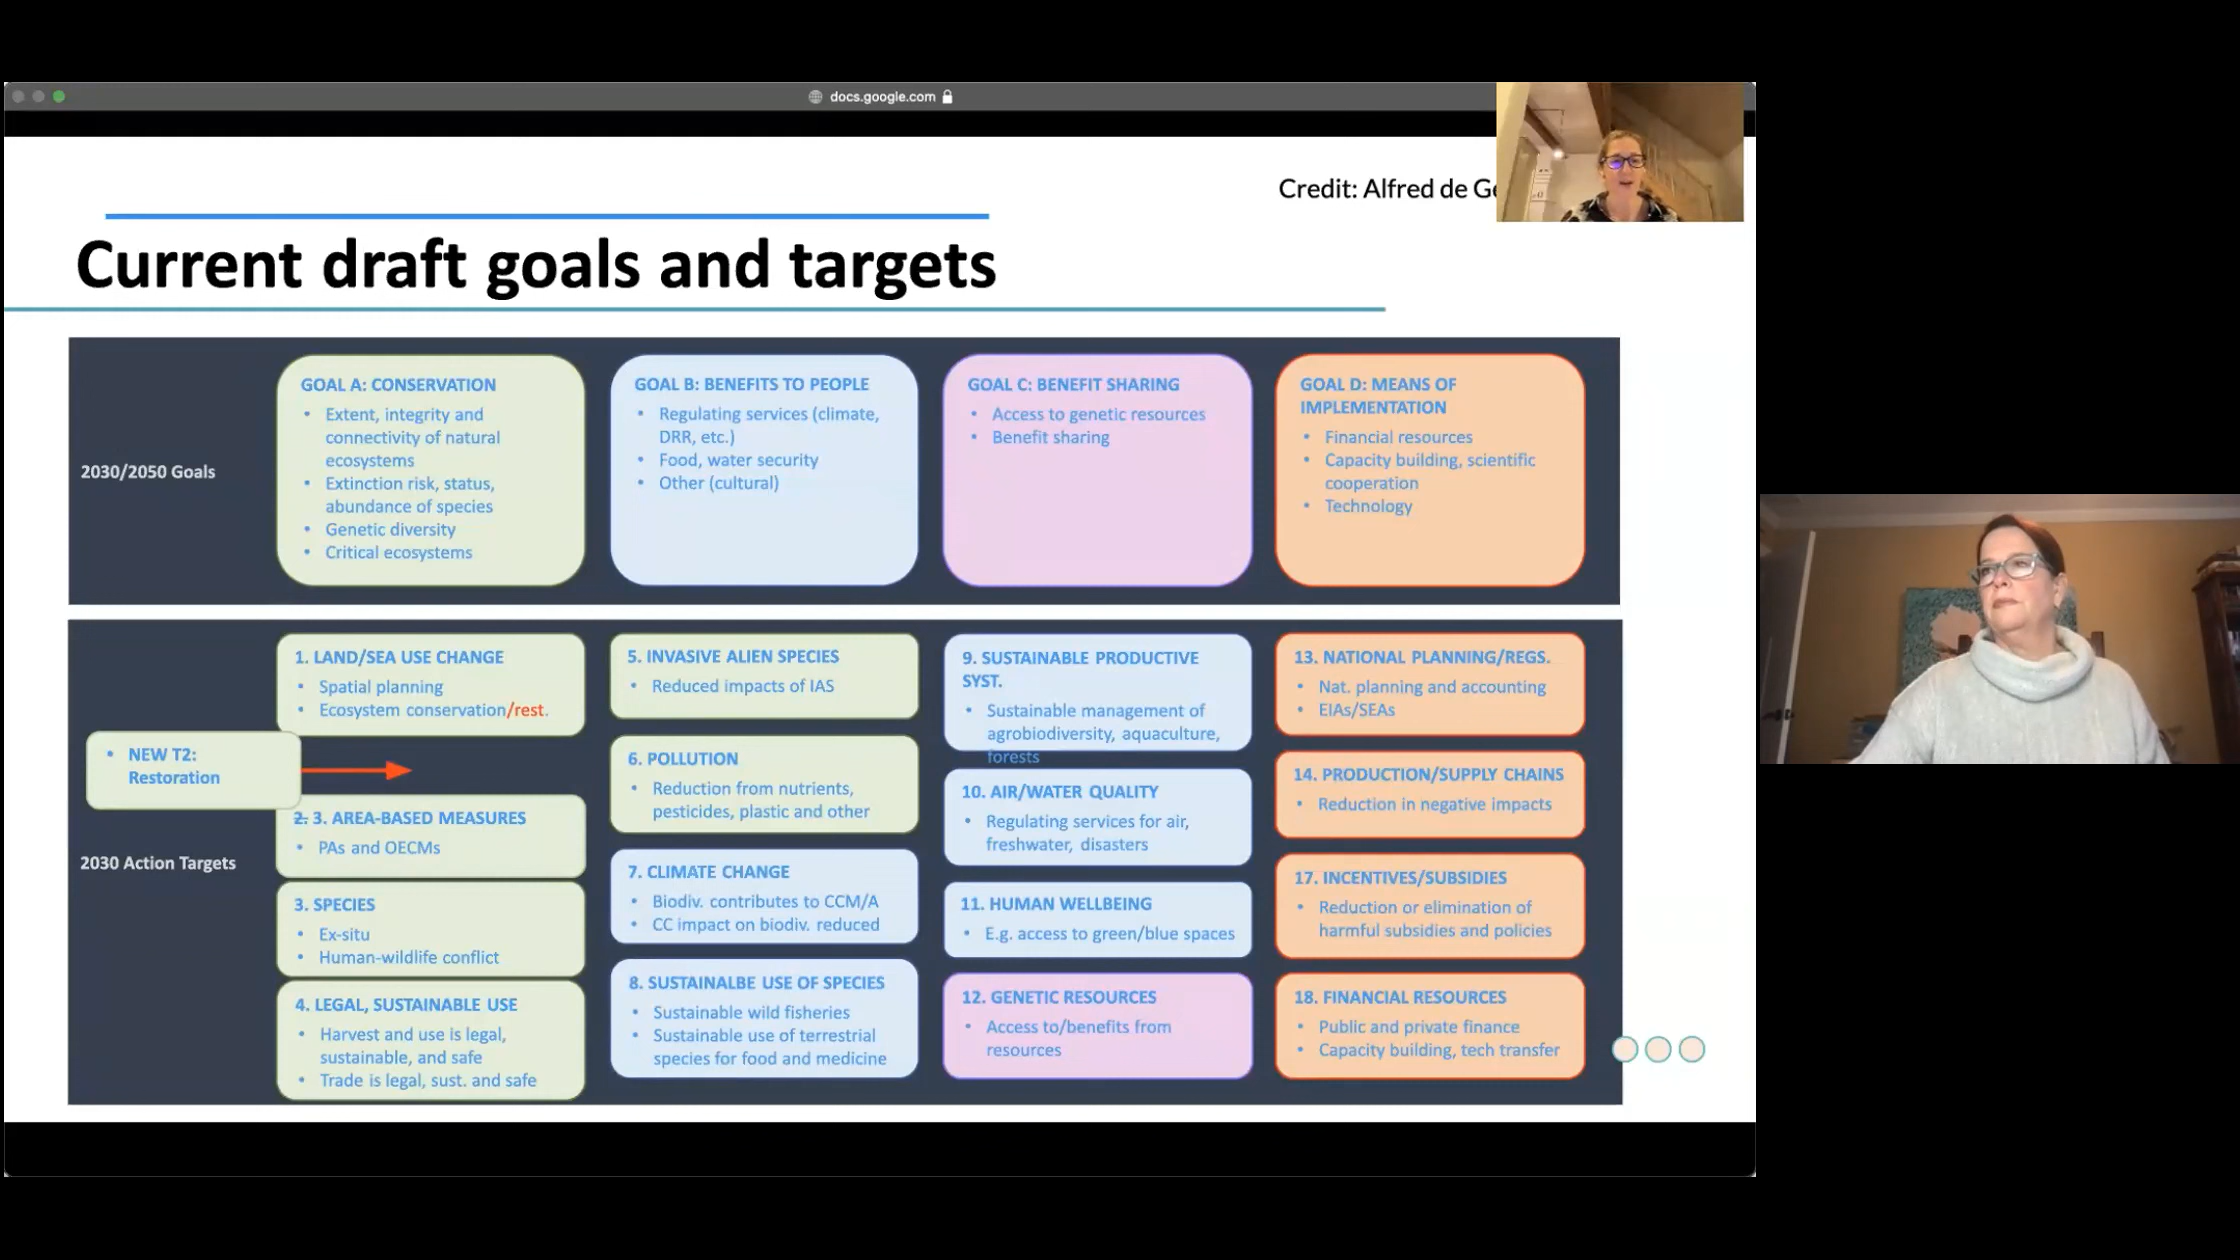 docs.google.com
Credit: Alfred de
Current draft goals and targets
2030/2050 Goals
GOAL A: CONSERVATION
• Extent, integrity and
connectivity of natural
ecosystems
• Extinction risk, status,
abundance of species
• Genetic diversity
• Critical ecosystems
GOAL B: BENEFITS TO PEOPLE
• Regulating services (climate,
DRR, etc.)
• Food, water security
• Other (cultural)
GOAL C: BENEFIT SHARING
• Access to genetic resources
• Benefit sharing
GOAL D: MEANS OF
IMPLEMENTATION
• Financial resources
• Capacity building, scientific
cooperation
• Technology
2030 Action Targets
1. LAND/SEA USE CHANGE
• Spatial planning
• Ecosystem conservation/rest.
• NEW T2:
Restoration
2. 3. AREA-BASED MEASURES
• PAs and OECMs
3. SPECIES
• Ex-situ
• Human-wildlife conflict
4. LEGAL, SUSTAINABLE USE
• Harvest and use is legal,
sustainable, and safe
• Trade is legal, sust. and safe
5. INVASIVE ALIEN SPECIES
• Reduced impacts of IAS
6. POLLUTION
• Reduction from nutrients,
pesticides, plastic and other
7. CLIMATE CHANGE
• Biodiv. contributes to CCM/A
• CC impact on biodiv. reduced
8. SUSTAINALBE USE OF SPECIES
• Sustainable wild fisheries
• Sustainable use of terrestrial
species for food and medicine
9. SUSTAINABLE PRODUCTIVE
SYST.
• Sustainable management of
agrobiodiversity, aquaculture,
forests
10. AIR/WATER QUALITY
• Regulating services for air,
freshwater, disasters
11. HUMAN WELLBEING
• E.g. access to green/blue spaces
12. GENETIC RESOURCES
• Access to/benefits from
resources
13. NATIONAL PLANNING/REGS.
• Nat. planning and accounting
• EIAs/SEAs
14. PRODUCTION/SUPPLY CHAINS
• Reduction in negative impacts
17. INCENTIVES/SUBSIDIES
• Reduction or elimination of
harmful subsidies and policies
18. FINANCIAL RESOURCES
• Public and private finance
• Capacity building, tech transfer